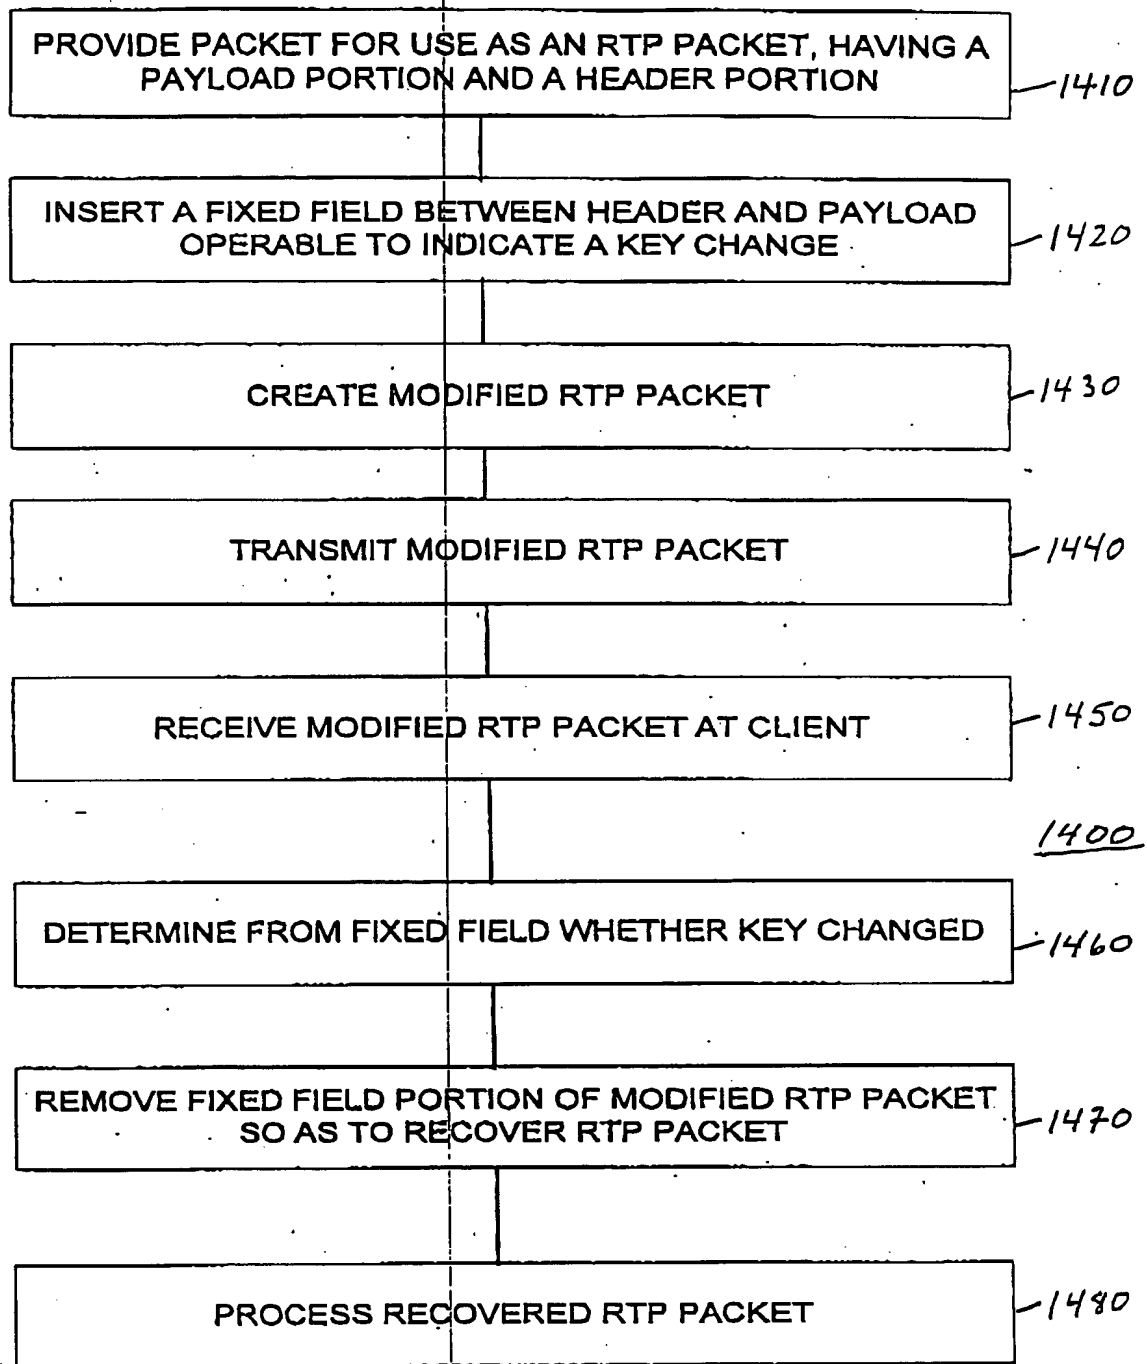 PROVIDE PACKET FOR USE AS AN RTP PACKET, HAVING A
PAYLOAD PORTION AND A HEADER PORTION
1410
INSERT A FIXED FIELD BETWEEN HEADER AND PAYLOAD
OPERABLE TO INDICATE A KEY CHANGE
1420
CREATE MODIFIED RTP PACKET
1430
TRANSMIT MODIFIED RTP PACKET
1440
RECEIVE MODIFIED RTP PACKET AT CLIENT
1450
1400
DETERMINE FROM FIXED FIELD WHETHER KEY CHANGED
1460
REMOVE FIXED FIELD PORTION OF MODIFIED RTP PACKET
SO AS TO RECOVER RTP PACKET
1470
PROCESS RECOVERED RTP PACKET
1480